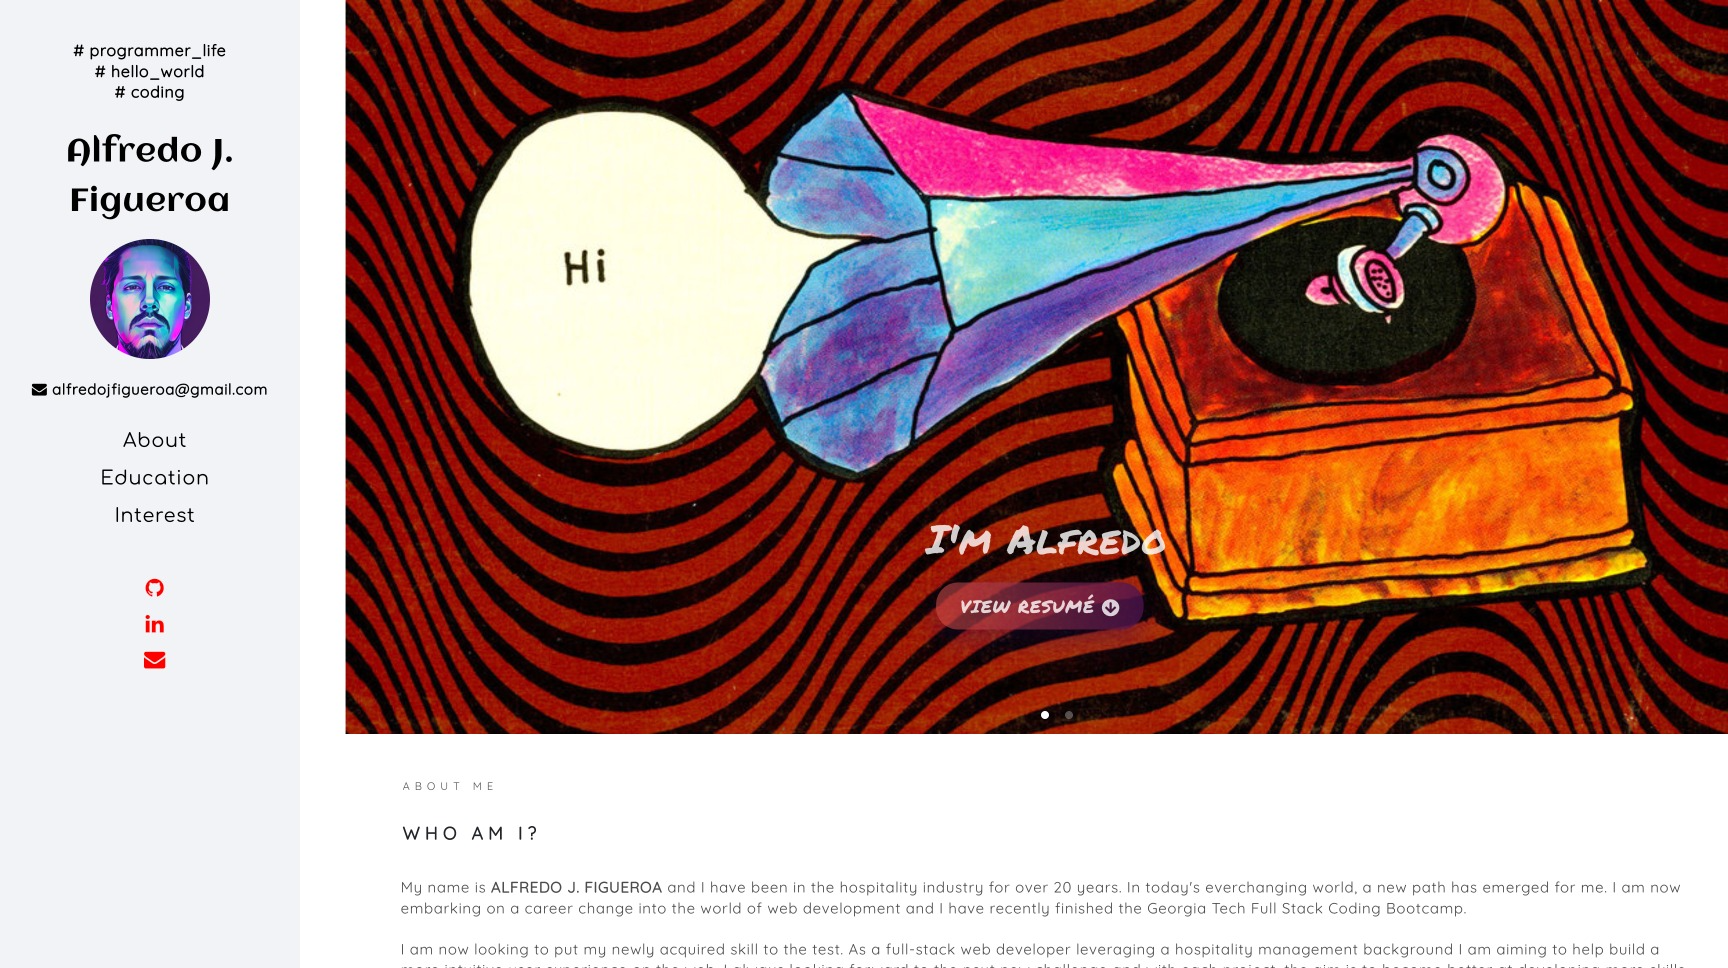 # programmer_life
# hello_world
# coding
Alfredo J.
Figueroa
alfredojfigueroa@gmail.com
About
Education
Interest
in
Hi
I'm Alfredo
VIEW RESUMÉ
ABOUT ME
WHO AM I?
My name is ALFREDO J. FIGUEROA and I have been in the hospitality industry for over 20 years. In today's everchanging world, a new path has emerged for me. I am now
embarking on a career change into the world of web development and I have recently finished the Georgia Tech Full Stack Coding Bootcamp.
I am now looking to put my newly acquired skill to the test. As a full-stack web developer leveraging a hospitality management background I am aiming to help build a